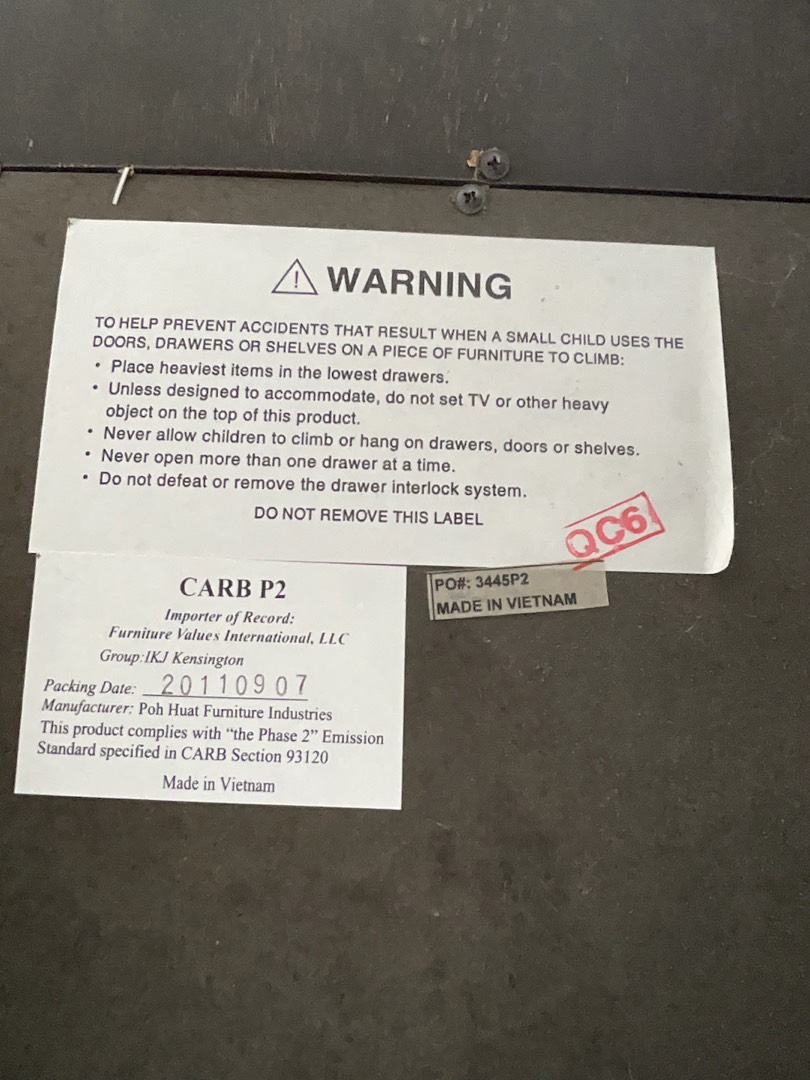 WARNING
TO HELP PREVENT ACCIDENTS THAT RESULT WHEN A SMALL CHILD USES THE
DOORS, DRAWERS OR SHELVES ON A PIECE OF FURNITURE TO CLIMB:
• Place heaviest items in the lowest drawers.
• Unless designed to accommodate, do not set TV or other heavy
object on the top of this product.
• Never allow children to climb or hang on drawers, doors or shelves.
• Never open more than one drawer at a time.
• Do not defeat or remove the drawer interlock system.
DO NOT REMOVE THIS LABEL
QC6
CARB P2
Importer of Record:
Furniture Values International, LLC
Group:IKJ Kensington
Packing Date: 20110907
Manufacturer: Poh Huat Furniture Industries
This product complies with “the Phase 2” Emission
Standard specified in CARB Section 93120
Made in Vietnam
PO#: 3445P2
MADE IN VIETNAM